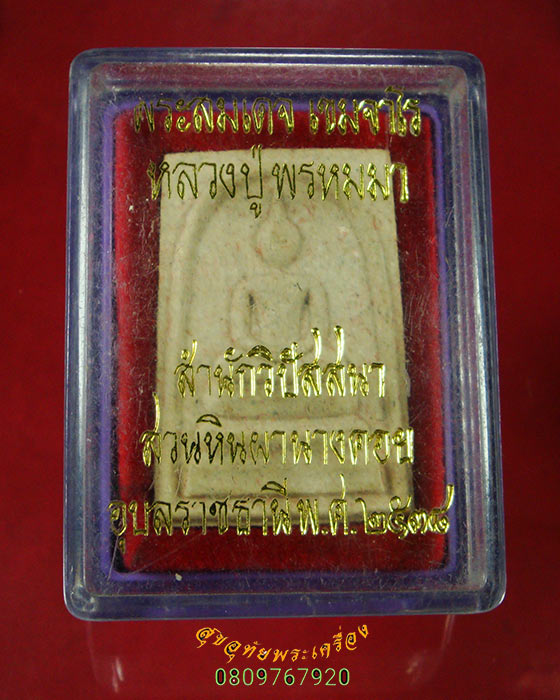 พระสมเดจ เขมจาโร
หลวงปู่ พรหมมา
สำนักวิปัสสนา
สวนหินผานางคอย
อุบลราชธานี พ.ศ. ๒๕๓๘
สุขอุทัยพระเครื่อง
0809767920